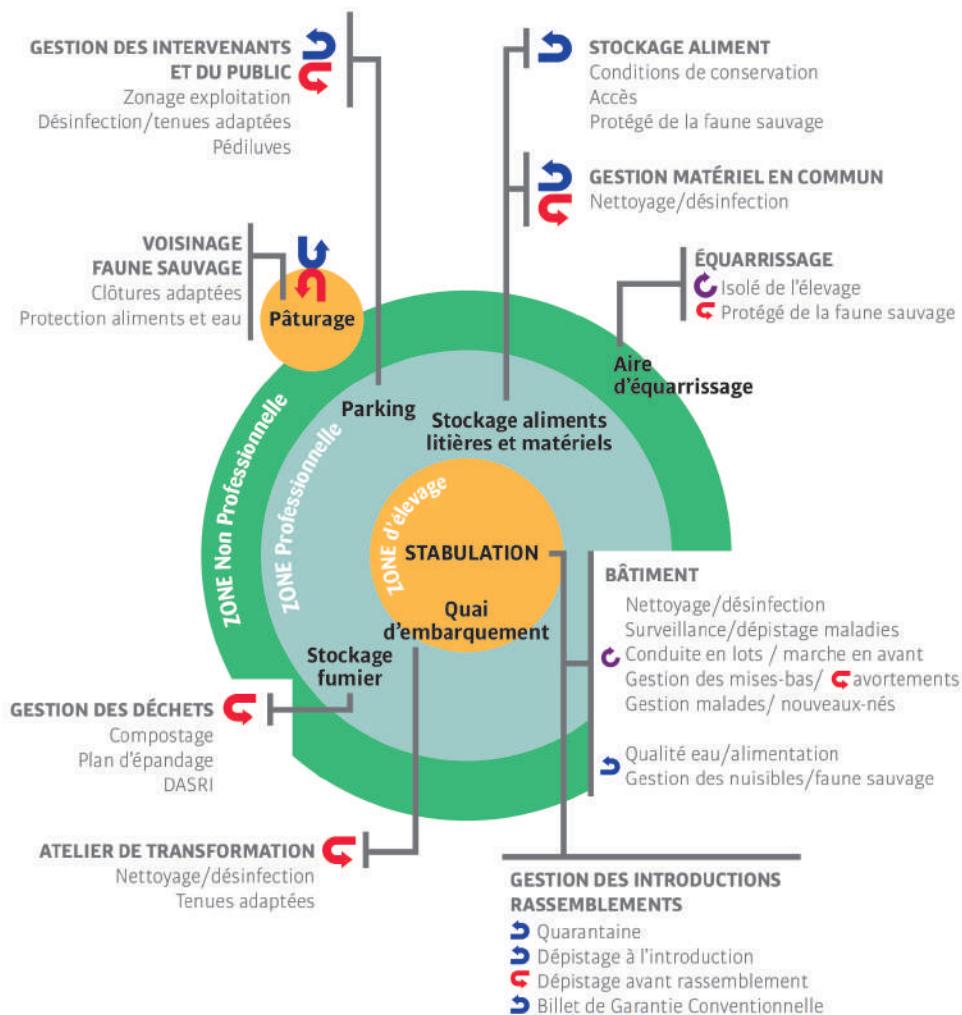 GESTION DES INTERVENANTS
ET DU PUBLIC
Zonage exploitation
Désinfection/tenues adaptées
Pédiluves
STOCKAGE ALIMENT
Conditions de conservation
Accès
Protégé de la faune sauvage
GESTION MATÉRIEL EN COMMUN
Nettoyage/désinfection
VOISINAGE
FAUNE SAUVAGE
Clôtures adaptées
Protection aliments et eau
Pâturage
ÉQUARRISSAGE
Isolé de l'élevage
Protégé de la faune sauvage
Aire
d'équarrissage
Parking
Stockage aliments
litières et matériels
ZONE Non Professionnelle
ZONE Professionnelle
ZONE d'élevage
STABULATION
Quai
d'embarquement
Stockage
fumier
BÂTIMENT
Nettoyage/désinfection
Surveillance/dépistage maladies
Conduite en lots / marche en avant
Gestion des mises-bas/ avortements
Gestion malades/ nouveaux-nés
Qualité eau/alimentation
Gestion des nuisibles/faune sauvage
GESTION DES DÉCHETS
Compostage
Plan d'épandage
DASRI
ATELIER DE TRANSFORMATION
Nettoyage/désinfection
Tenues adaptées
GESTION DES INTRODUCTIONS
RASSEMBLEMENTS
Quarantaine
Dépistage à l'introduction
Dépistage avant rassemblement
Billet de Garantie Conventionnelle